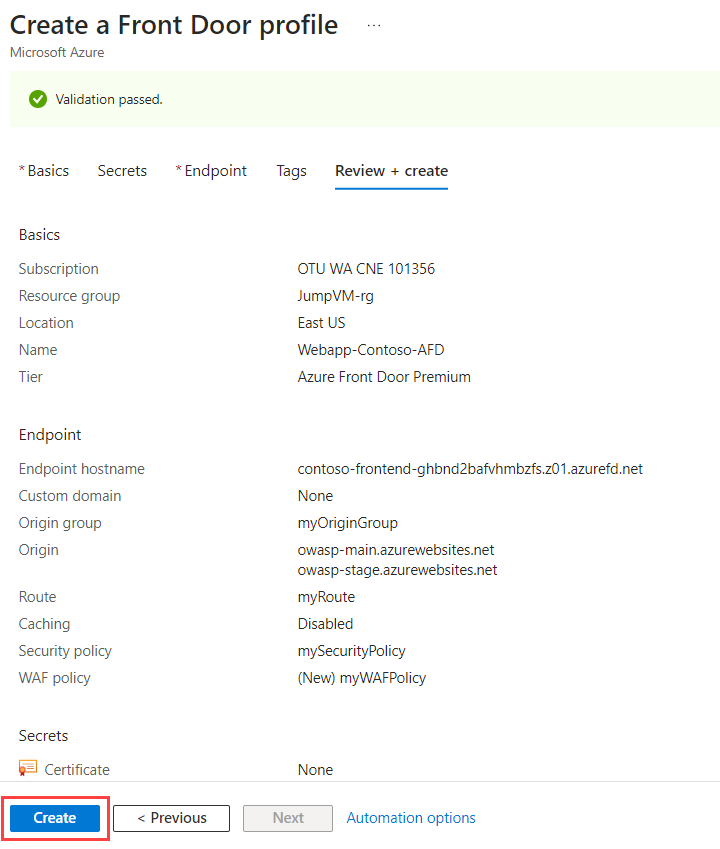 Create a Front Door profile ...
Microsoft Azure
Validation passed.
* Basics Secrets * Endpoint Tags Review + create
Basics
Subscription OTU WA CNE 101356
Resource group JumpVM-rg
Location East US
Name Webapp-Contoso-AFD
Tier Azure Front Door Premium
Endpoint
Endpoint hostname contoso-frontend-ghbnd2bafvhmbzfs.z01.azurefd.net
Custom domain None
Origin group myOriginGroup
Origin owasp-main.azurewebsites.net
owasp-stage.azurewebsites.net
Route myRoute
Caching Disabled
Security policy mySecurityPolicy
WAF policy (New) myWAFPolicy
Secrets
Certificate None
Create < Previous Next Automation options